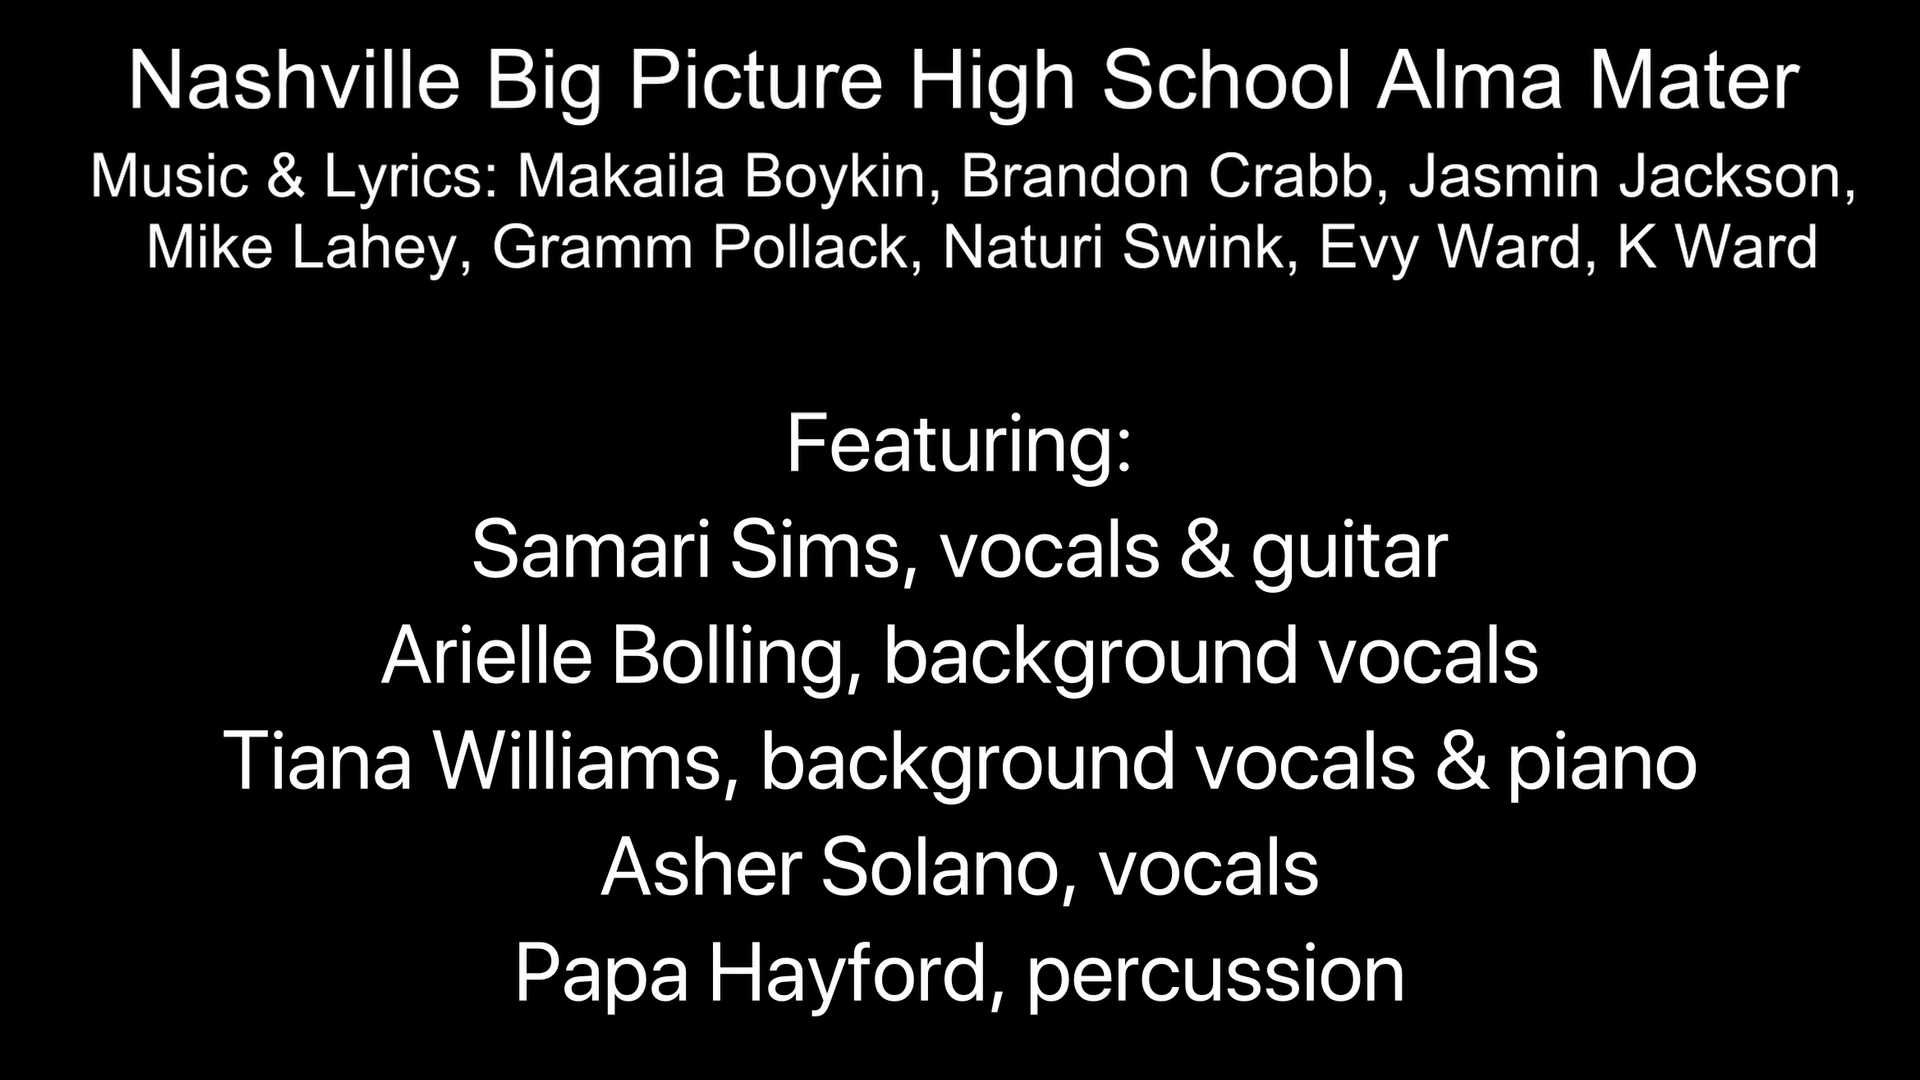 Nashville Big Picture High School Alma Mater
Music & Lyrics: Makaila Boykin, Brandon Crabb, Jasmin Jackson,
Mike Lahey, Gramm Pollack, Naturi Swink, Evy Ward, K Ward
Featuring:
Samari Sims, vocals & guitar
Arielle Bolling, background vocals
Tiana Williams, background vocals & piano
Asher Solano, vocals
Papa Hayford, percussion